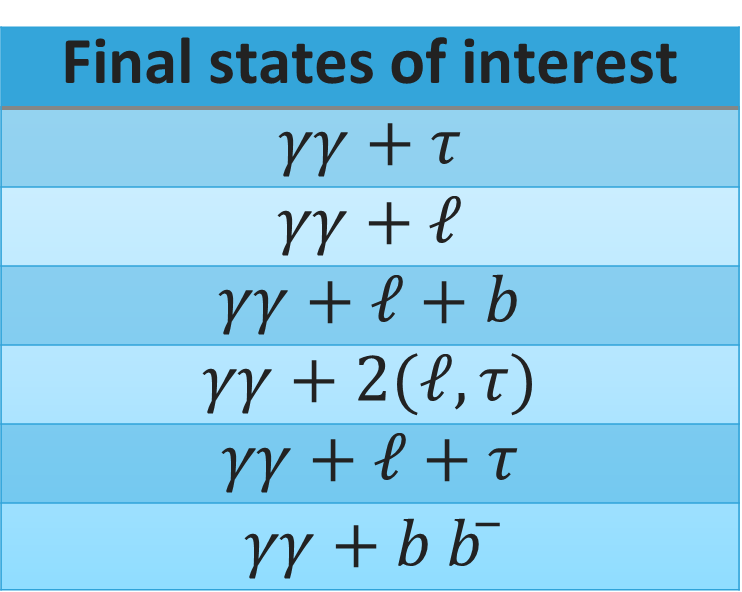 Final states of interest
γγ + τ
γγ + ℓ
γγ + ℓ + b
γγ + 2(ℓ, τ)
γγ + ℓ + τ
γγ + b b̄